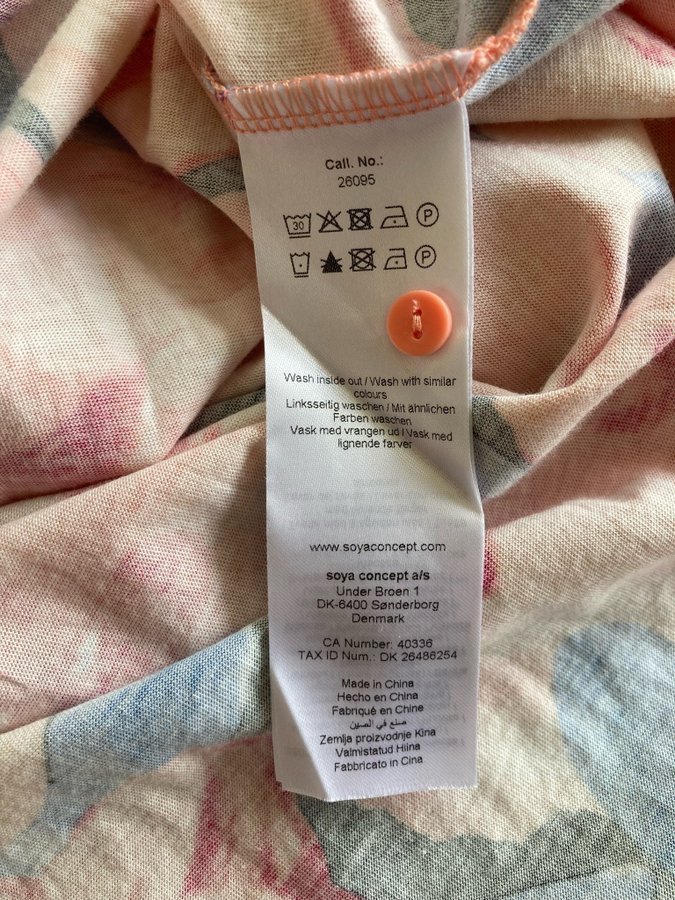 Call. No.:
26095
30 P
P
Wash inside out / Wash with similar
colours
Linksseitig waschen / Mit ähnlichen
Farben waschen
Vask med vrangen ud / Vask med
lignende farver
www.soyaconcept.com
soya concept a/s
Under Broen 1
DK-6400 Sønderborg
Denmark
CA Number: 40336
TAX ID Num.: DK 26486254
Made in China
Hecho en China
Fabriqué en Chine
صنع في الصين
Zemlja proizvodnje Kina
Valmistatud Hiina
Fabbricato in Cina